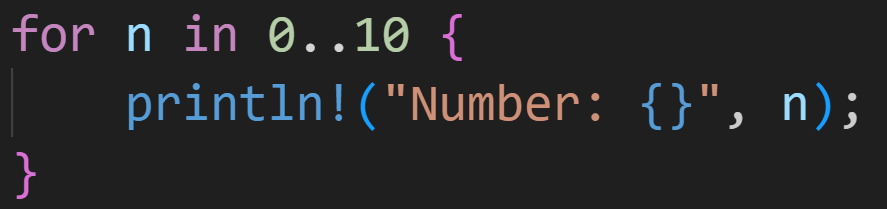 for n in 0..10 {
    println!("Number: {}", n);
}